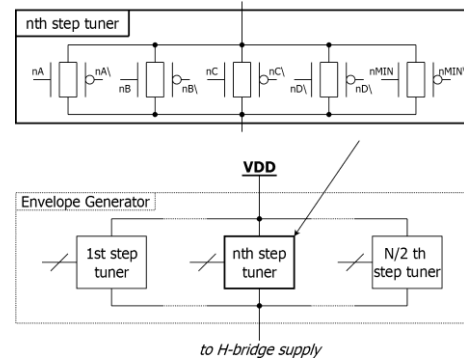 nth step tuner
nA nA\ nB nB\ nC nC\ nD\ nD\ nMIN nMIN\
VDD
Envelope Generator
1st step
tuner
nth step
tuner
N/2 th
step tuner
to H-bridge supply